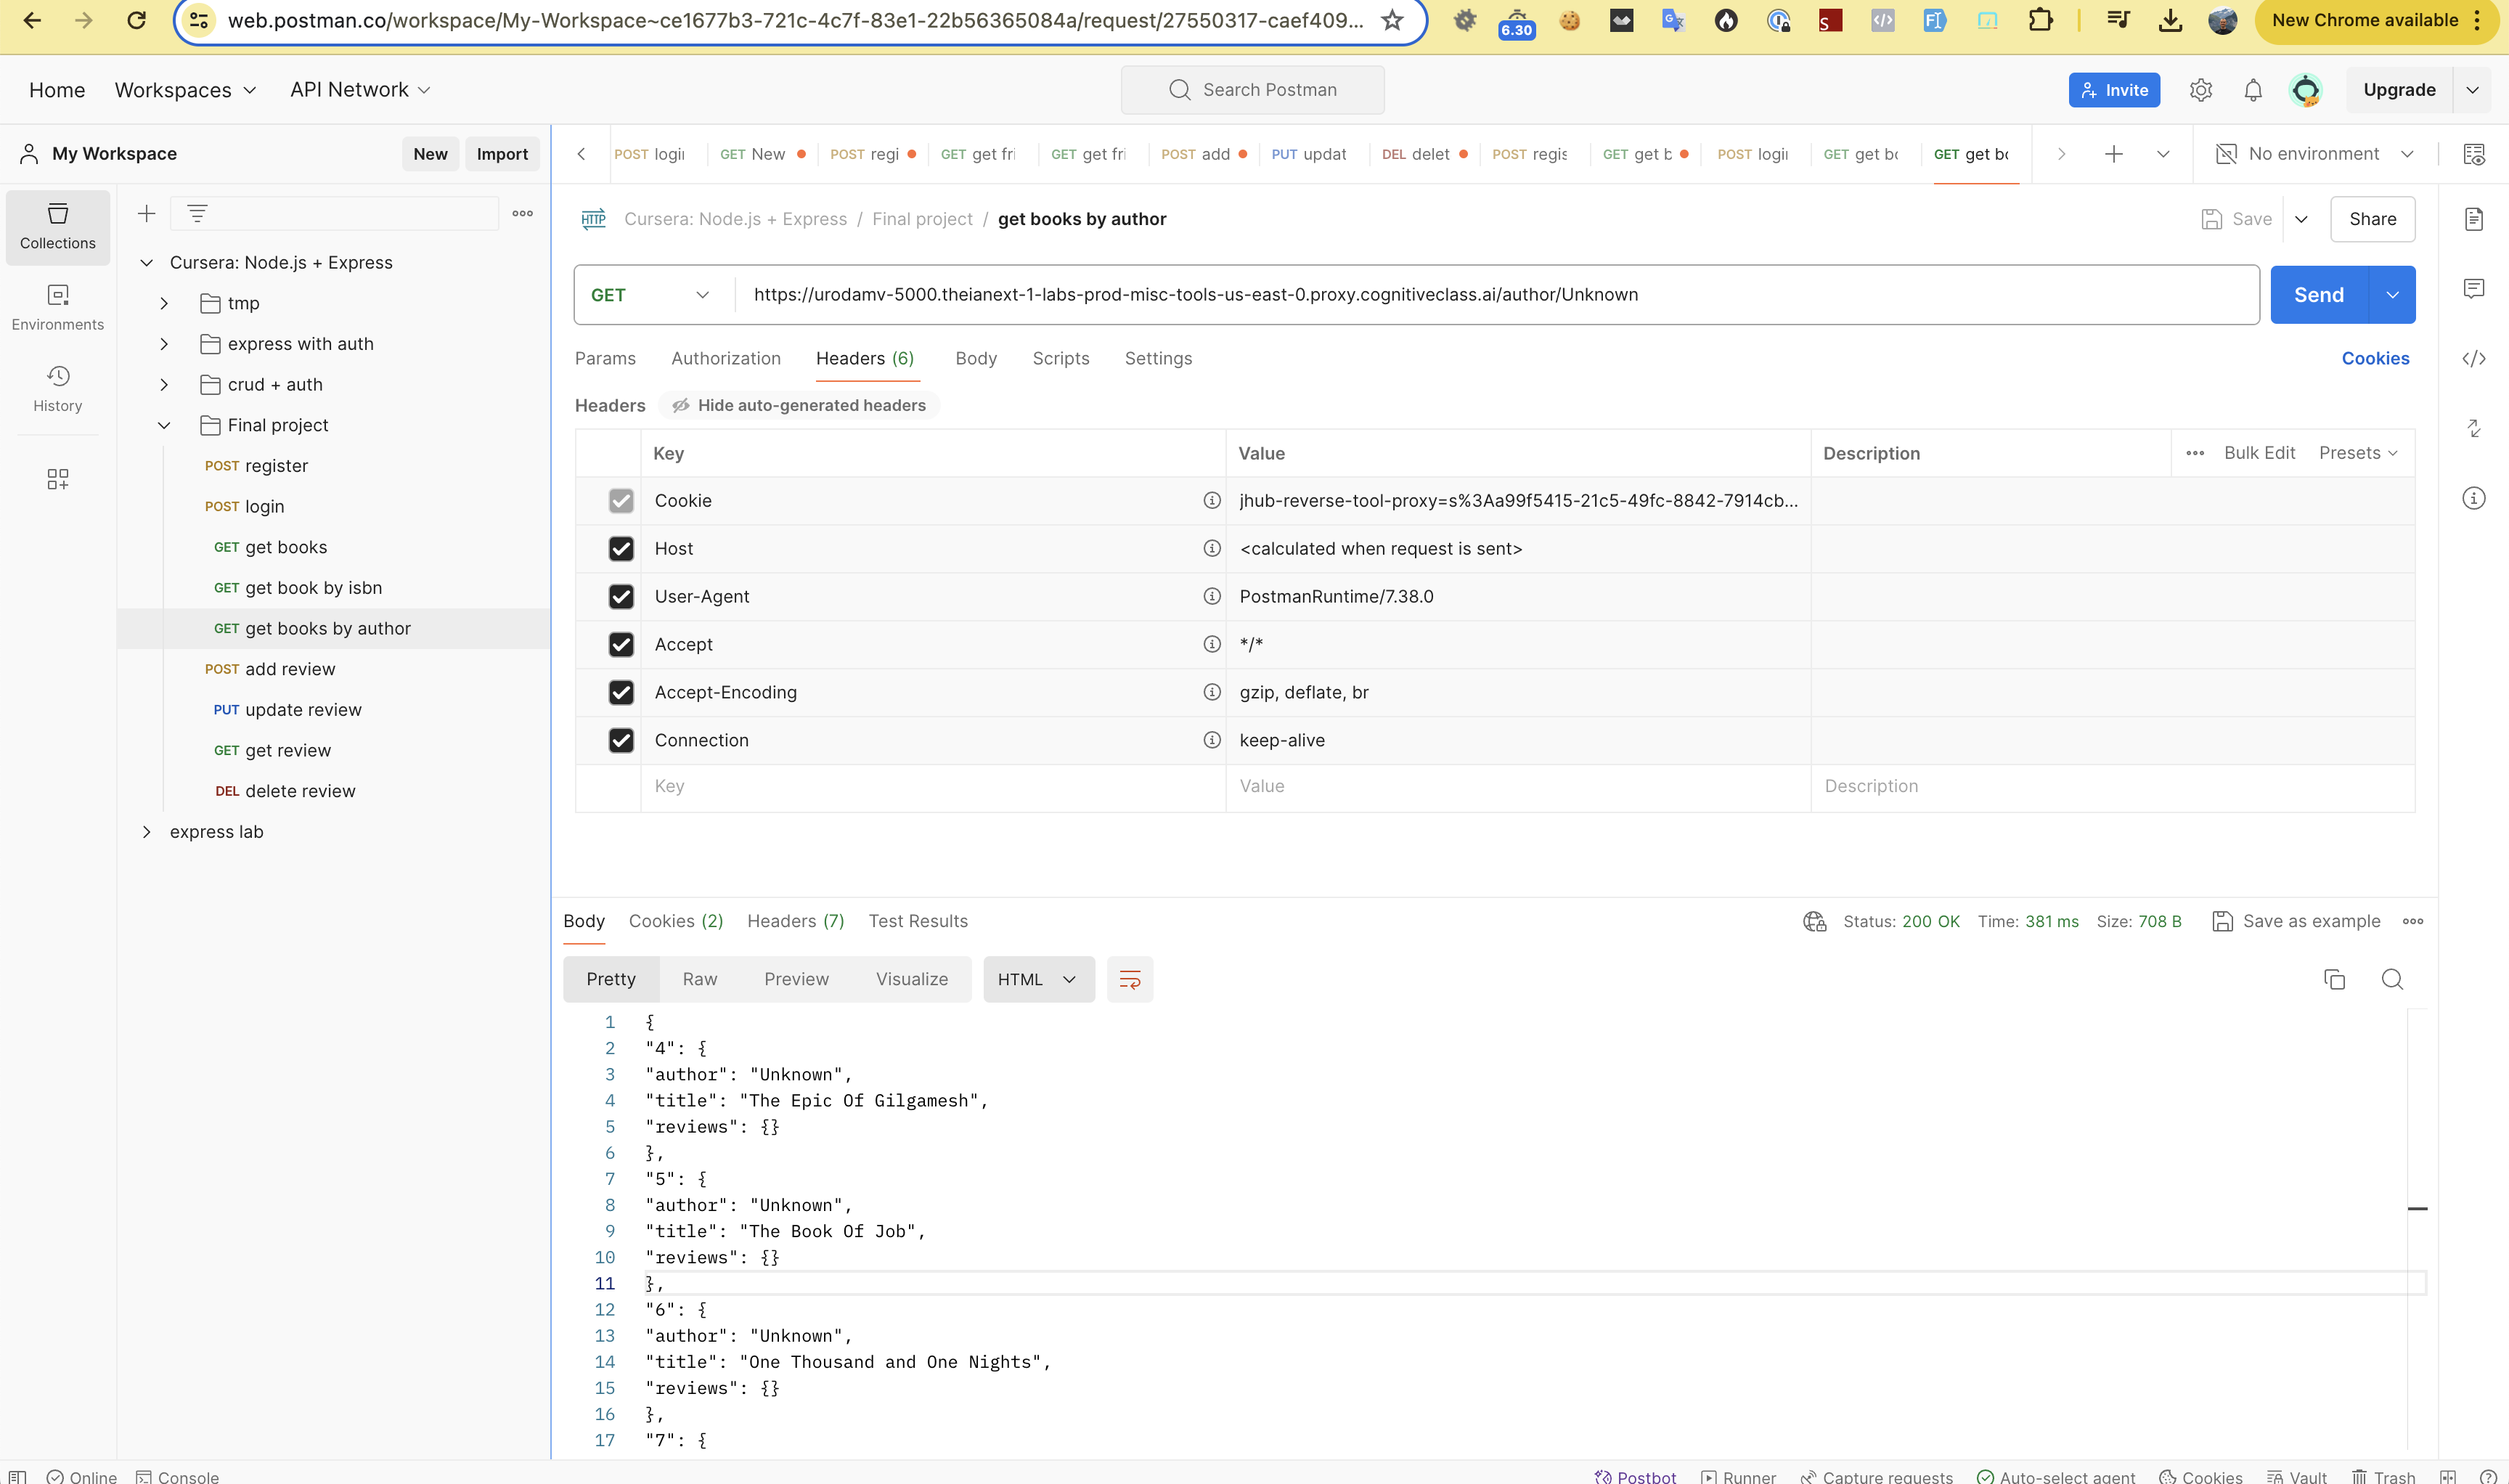 web.postman.co/workspace/My-Workspace~ce1677b3-721c-4c7f-83e1-22b56365084a/request/27550317-caef409...
6.30
New Chrome available
Home
Workspaces
API Network
Search Postman
Invite
Upgrade
My Workspace
New
Import
POST logii
GET New
POST regi
GET get fri
GET get fri
POST add
PUT updat
DEL delet
POST regis
GET get b
POST logii
GET get bo
GET get bo
No environment
Collections
Environments
History
Cursera: Node.js + Express
tmp
express with auth
crud + auth
Final project
POST register
POST login
GET get books
GET get book by isbn
GET get books by author
POST add review
PUT update review
GET get review
DEL delete review
express lab
HTTP Cursera: Node.js + Express / Final project / get books by author
Save
Share
GET https://urodamv-5000.theianext-1-labs-prod-misc-tools-us-east-0.proxy.cognitiveclass.ai/author/Unknown
Send
Params Authorization Headers (6) Body Scripts Settings
Cookies
Headers Hide auto-generated headers
Key Value Description ••• Bulk Edit Presets
Cookie jhub-reverse-tool-proxy=s%3Aa99f5415-21c5-49fc-8842-7914cb...
Host <calculated when request is sent>
User-Agent PostmanRuntime/7.38.0
Accept */*
Accept-Encoding gzip, deflate, br
Connection keep-alive
Key Value Description
Body Cookies (2) Headers (7) Test Results
Status: 200 OK Time: 381 ms Size: 708 B Save as example
Pretty Raw Preview Visualize HTML
1 {
2 "4": {
3 "author": "Unknown",
4 "title": "The Epic Of Gilgamesh",
5 "reviews": {}
6 },
7 "5": {
8 "author": "Unknown",
9 "title": "The Book Of Job",
10 "reviews": {}
11 },
12 "6": {
13 "author": "Unknown",
14 "title": "One Thousand and One Nights",
15 "reviews": {}
16 },
17 "7": {
Online Console Postbot Runner Capture requests Auto-select agent Cookies Vault Trash